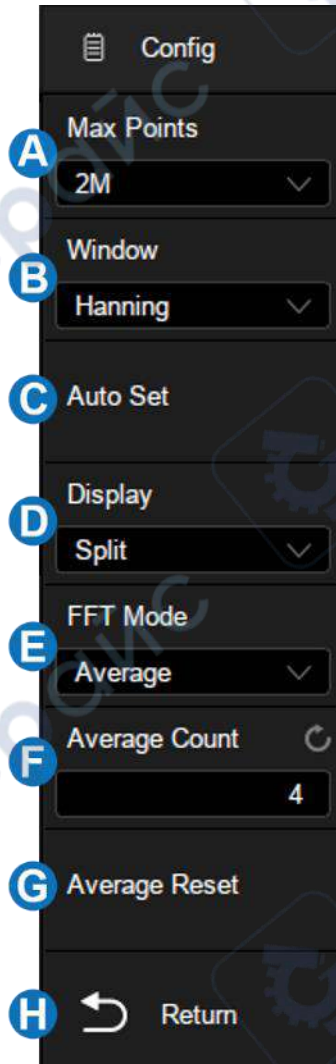 Config
A
Max Points
2M
B
Window
Hanning
C
Auto Set
D
Display
Split
E
FFT Mode
Average
F
Average Count
4
G
Average Reset
H
Return